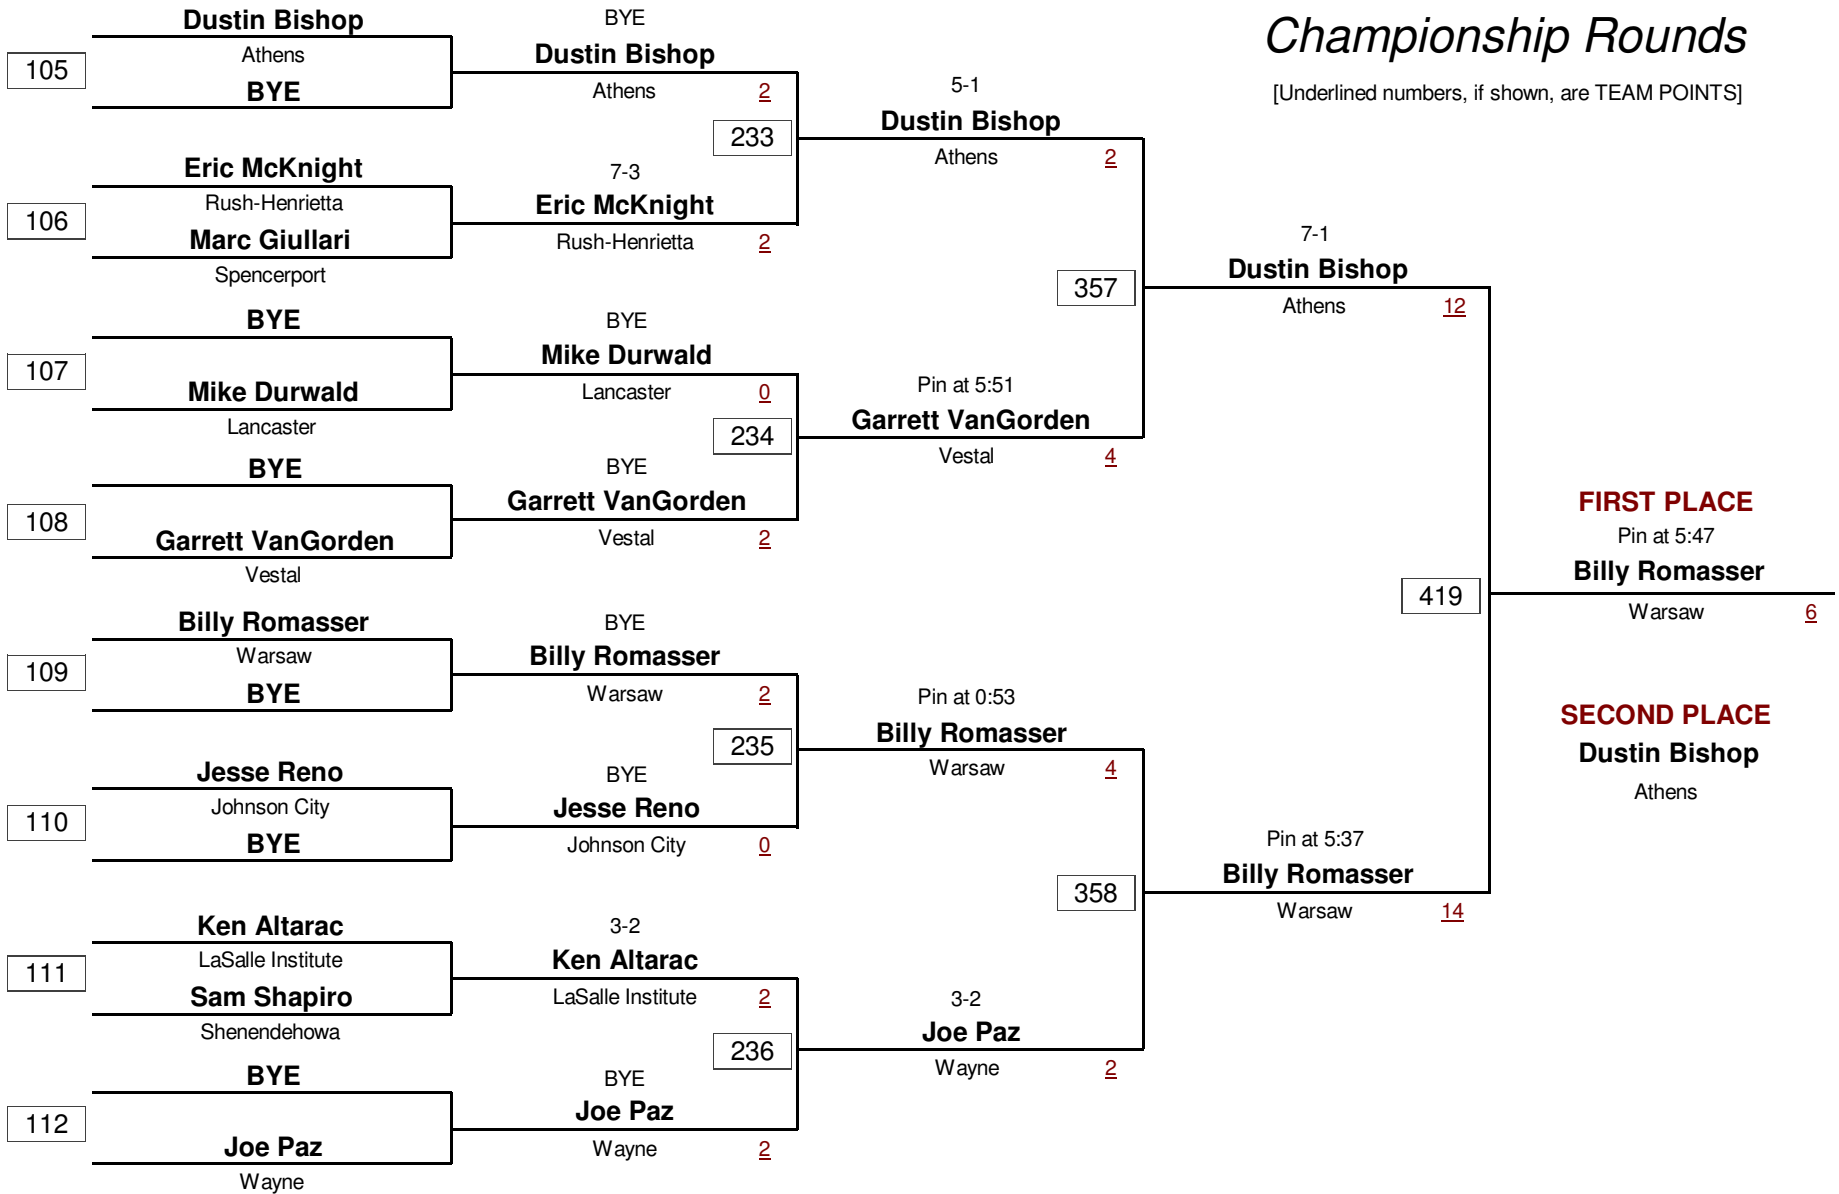 Championship Rounds
[Underlined numbers, if shown, are TEAM POINTS]
105
Dustin Bishop
Athens
BYE
106
Eric McKnight
Rush-Henrietta
Marc Giullari
Spencerport
107
BYE
Mike Durwald
Lancaster
108
BYE
Garrett VanGorden
Vestal
109
Billy Romasser
Warsaw
BYE
110
Jesse Reno
Johnson City
BYE
111
Ken Altarac
LaSalle Institute
Sam Shapiro
Shenendehowa
112
BYE
Joe Paz
Wayne
BYE
Dustin Bishop
Athens 2
233
7-3
Eric McKnight
Rush-Henrietta 2
BYE
Mike Durwald
Lancaster 0
234
BYE
Garrett VanGorden
Vestal 2
BYE
Billy Romasser
Warsaw 2
235
BYE
Jesse Reno
Johnson City 0
3-2
Ken Altarac
LaSalle Institute 2
236
BYE
Joe Paz
Wayne 2
5-1
Dustin Bishop
Athens 2
357
Pin at 5:51
Garrett VanGorden
Vestal 4
Pin at 0:53
Billy Romasser
Warsaw 4
358
3-2
Joe Paz
Wayne 2
7-1
Dustin Bishop
Athens 12
419
Pin at 5:37
Billy Romasser
Warsaw 14
FIRST PLACE
Pin at 5:47
Billy Romasser
Warsaw 6
SECOND PLACE
Dustin Bishop
Athens